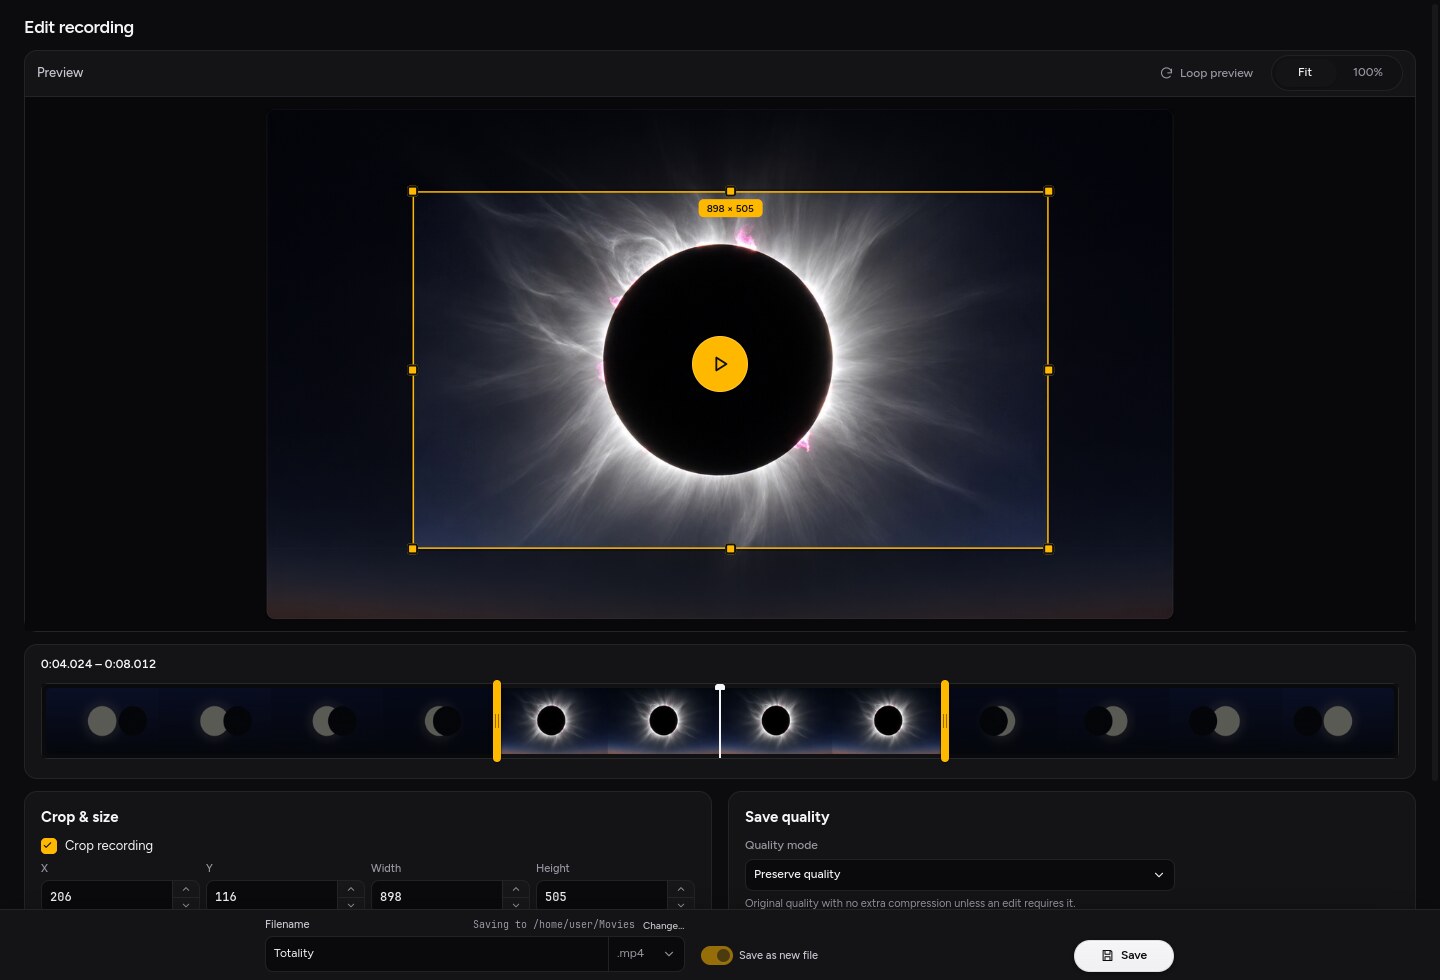 Edit recording
Preview
Loop preview
Fit
100%
898 × 505
0:04.024 – 0:08.012
Crop & size
Crop recording
X
Y
Width
Height
206
116
898
505
Save quality
Quality mode
Preserve quality
Original quality with no extra compression unless an edit requires it.
Filename
Saving to /home/user/Movies
Change...
Totality
.mp4
Save as new file
Save